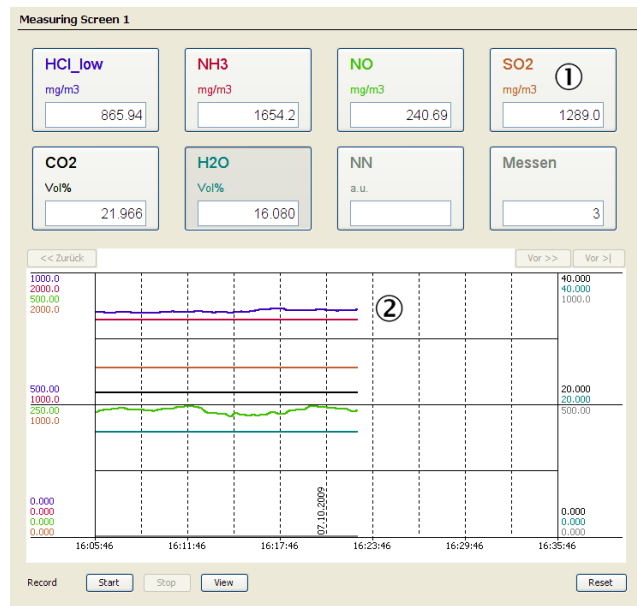 Measuring Screen 1
HCl_low
mg/m3
865.94
NH3
mg/m3
1654.2
NO
mg/m3
240.69
SO2
mg/m3
①
1289.0
CO2
Vol%
21.966
H2O
Vol%
16.080
NN
a.u.
Messen
3
<< Zurück
Vor >>
Vor >|
1000.0
2000.0
500.00
2000.0
40.000
40.000
1000.0
②
500.00
1000.0
250.00
1000.0
20.000
20.000
500.00
0.000
0.000
0.000
0.000
0.000
0.000
0.000
07.10.2009
16:05:46
16:11:46
16:17:46
16:23:46
16:29:46
16:35:46
Record
Start
Stop
View
Reset